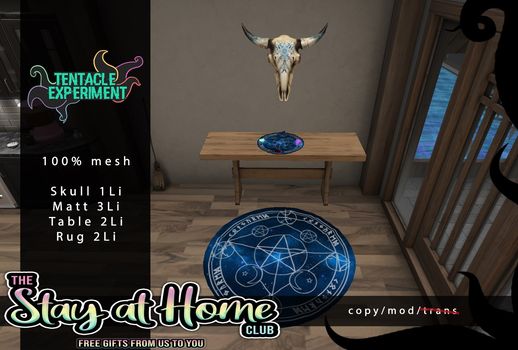 TENTACLE
EXPERIMENT
100% mesh
Skull 1Li
Matt 3Li
Table 2Li
Rug 2Li
THE
Stay at Home
CLUB
FREE GIFTS FROM US TO YOU
copy/mod/trans